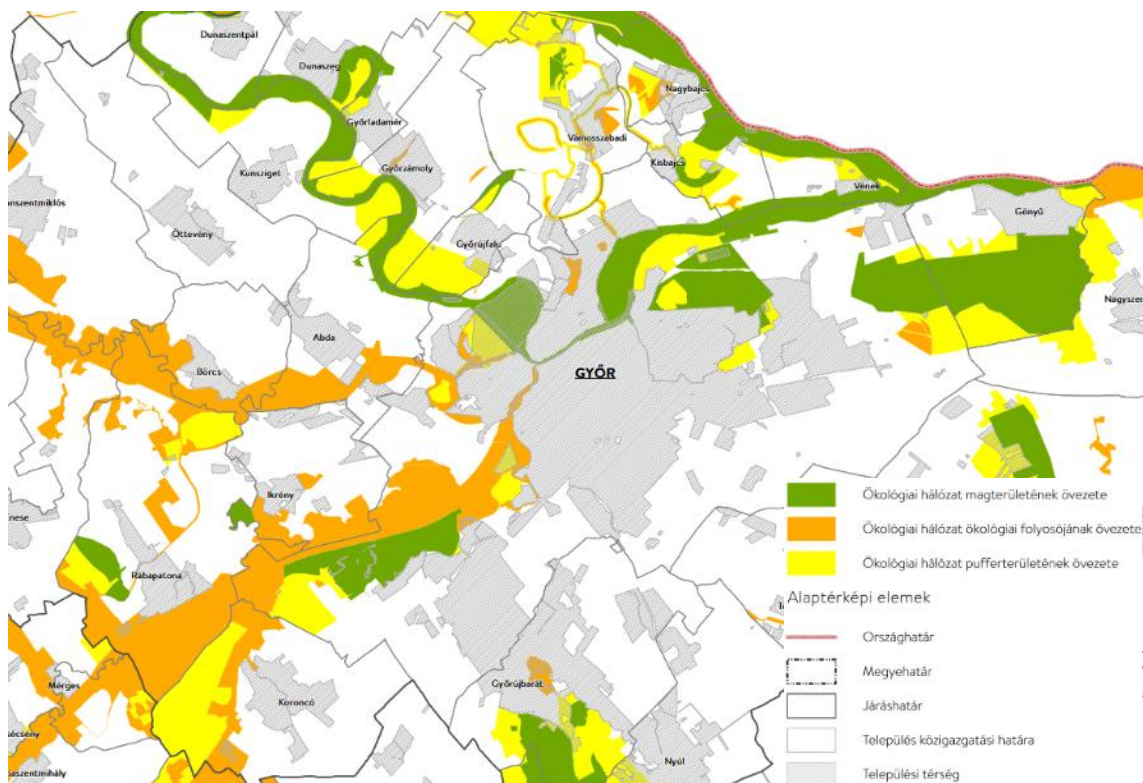 Dunaszentpál
Dunaszeg
Nagybajcs
Győrladamér
Vámosszabadi
Kisbajcs
Győrzámoly
Kunsziget
Vének
Gönyű
Öttevény
Győrújfalu
Abda
Börcs
GYŐR
Ikrény
Rábapatona
Mérges
Koroncó
Győrújbarát
Nyúl
Ökológiai hálózat magterületének övezete
Ökológiai hálózat ökológiai folyosójának övezete
Ökológiai hálózat pufferterületének övezete
Alaptérképi elemek
Országhatár
Megyehatár
Járáshatár
Település közigazgatási határa
Települési térség